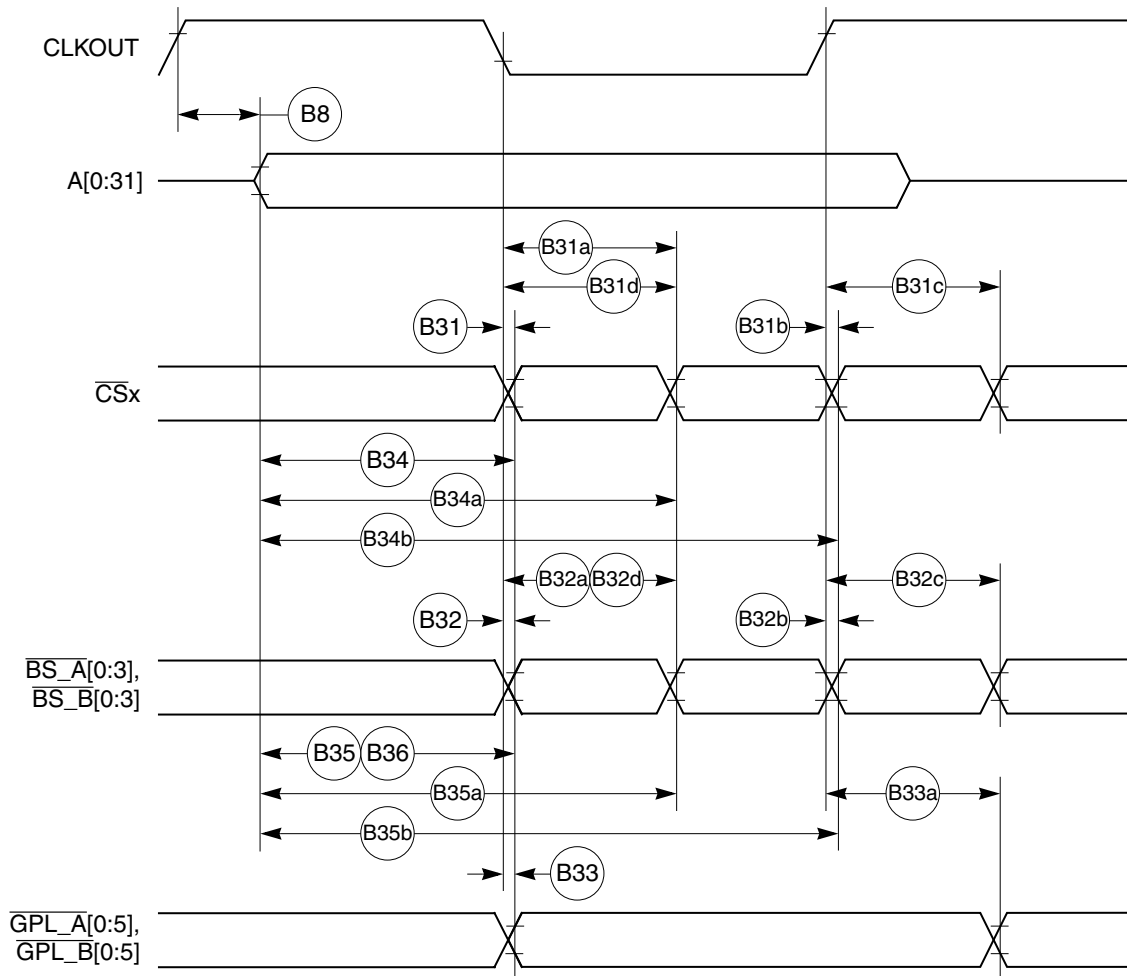 CLKOUT
B8
A[0:31]
B31a
B31d
B31c
B31
B31b
CSx
B34
B34a
B34b
B32a B32d
B32c
B32
B32b
BS_A[0:3],
BS_B[0:3]
B35 B36
B35a
B33a
B35b
B33
GPL_A[0:5],
GPL_B[0:5]